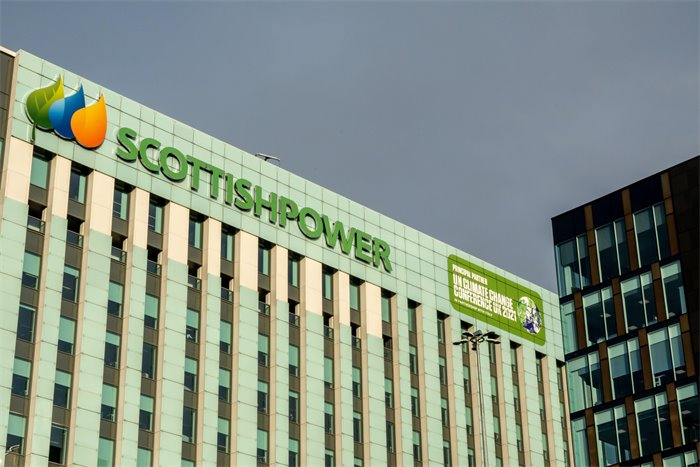 SCOTTISHPOWER
PRINCIPAL PARTNER
UN CLIMATE CHANGE
CONFERENCE UK 2021